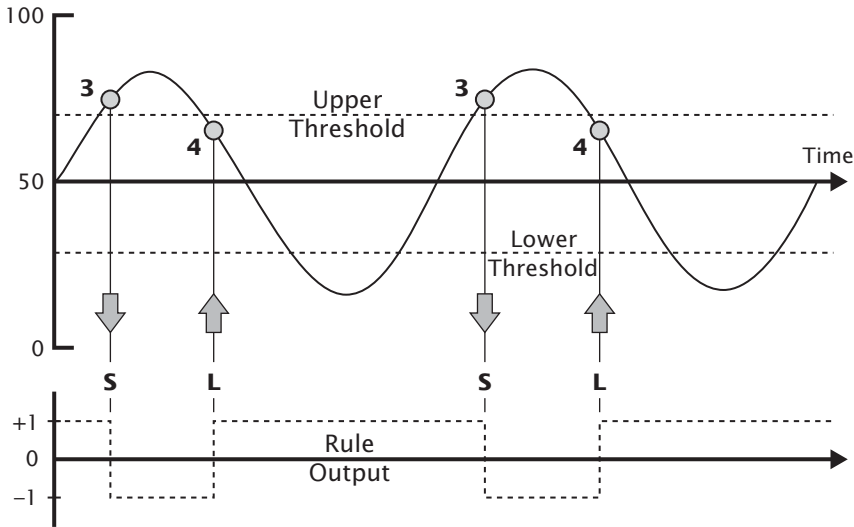 100
3
3
Upper
Threshold
4
4
Time
50
Lower
Threshold
0
S
L
S
L
+1
Rule
0
Output
−1